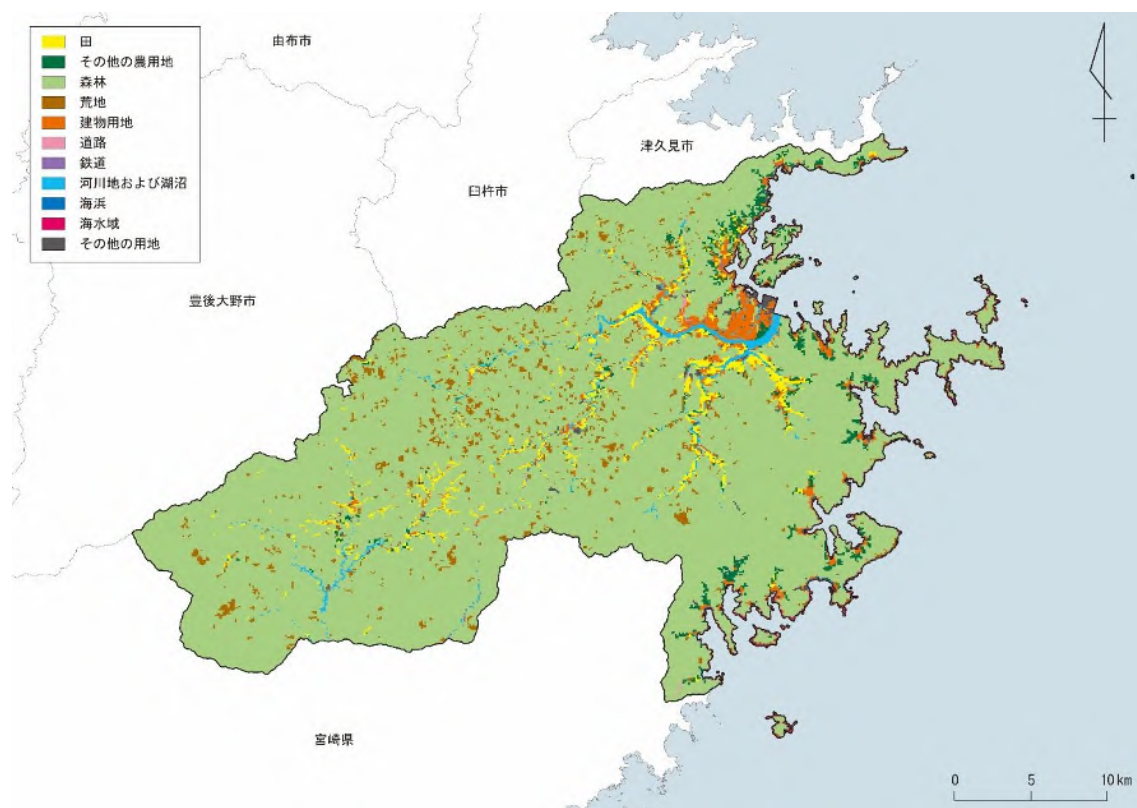 田
その他の農用地
森林
荒地
建物用地
道路
鉄道
河川地および湖沼
海浜
海水域
その他の用地
由布市
津久見市
臼杵市
豊後大野市
宮崎県
0 5 10km